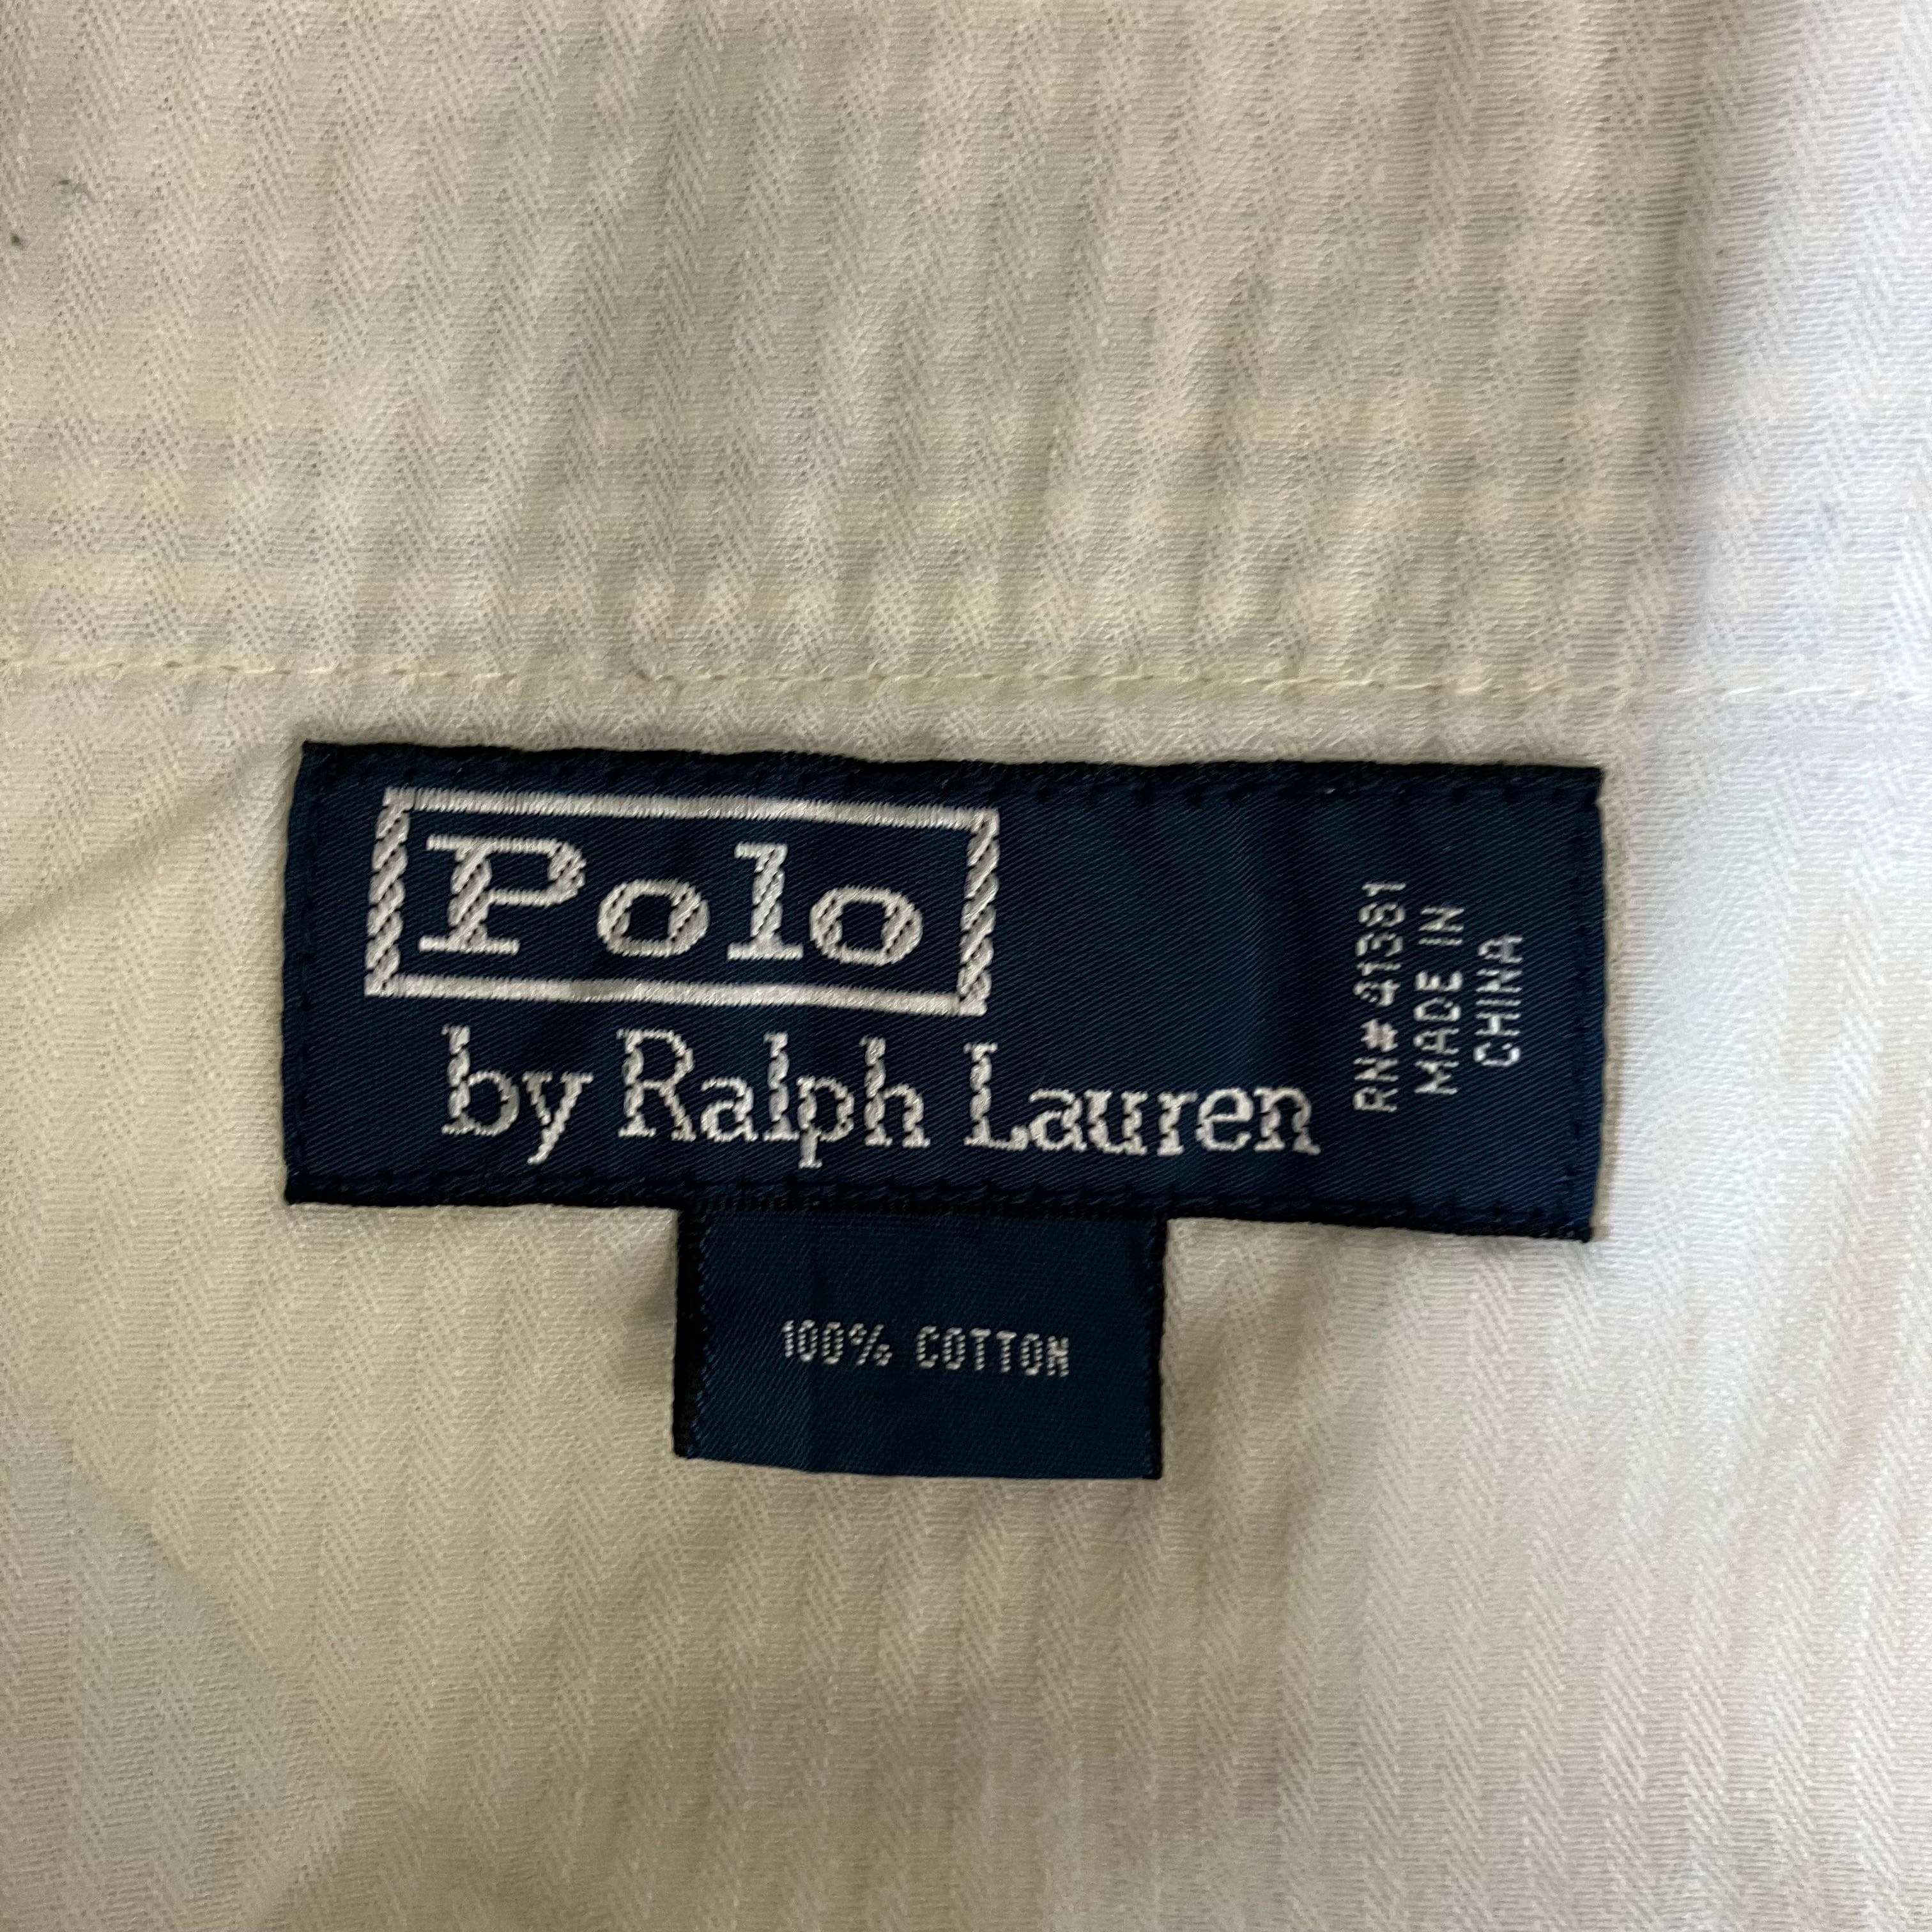 Polo
by Ralph Lauren
RN# 41381
MADE IN
CHINA
100% COTTON